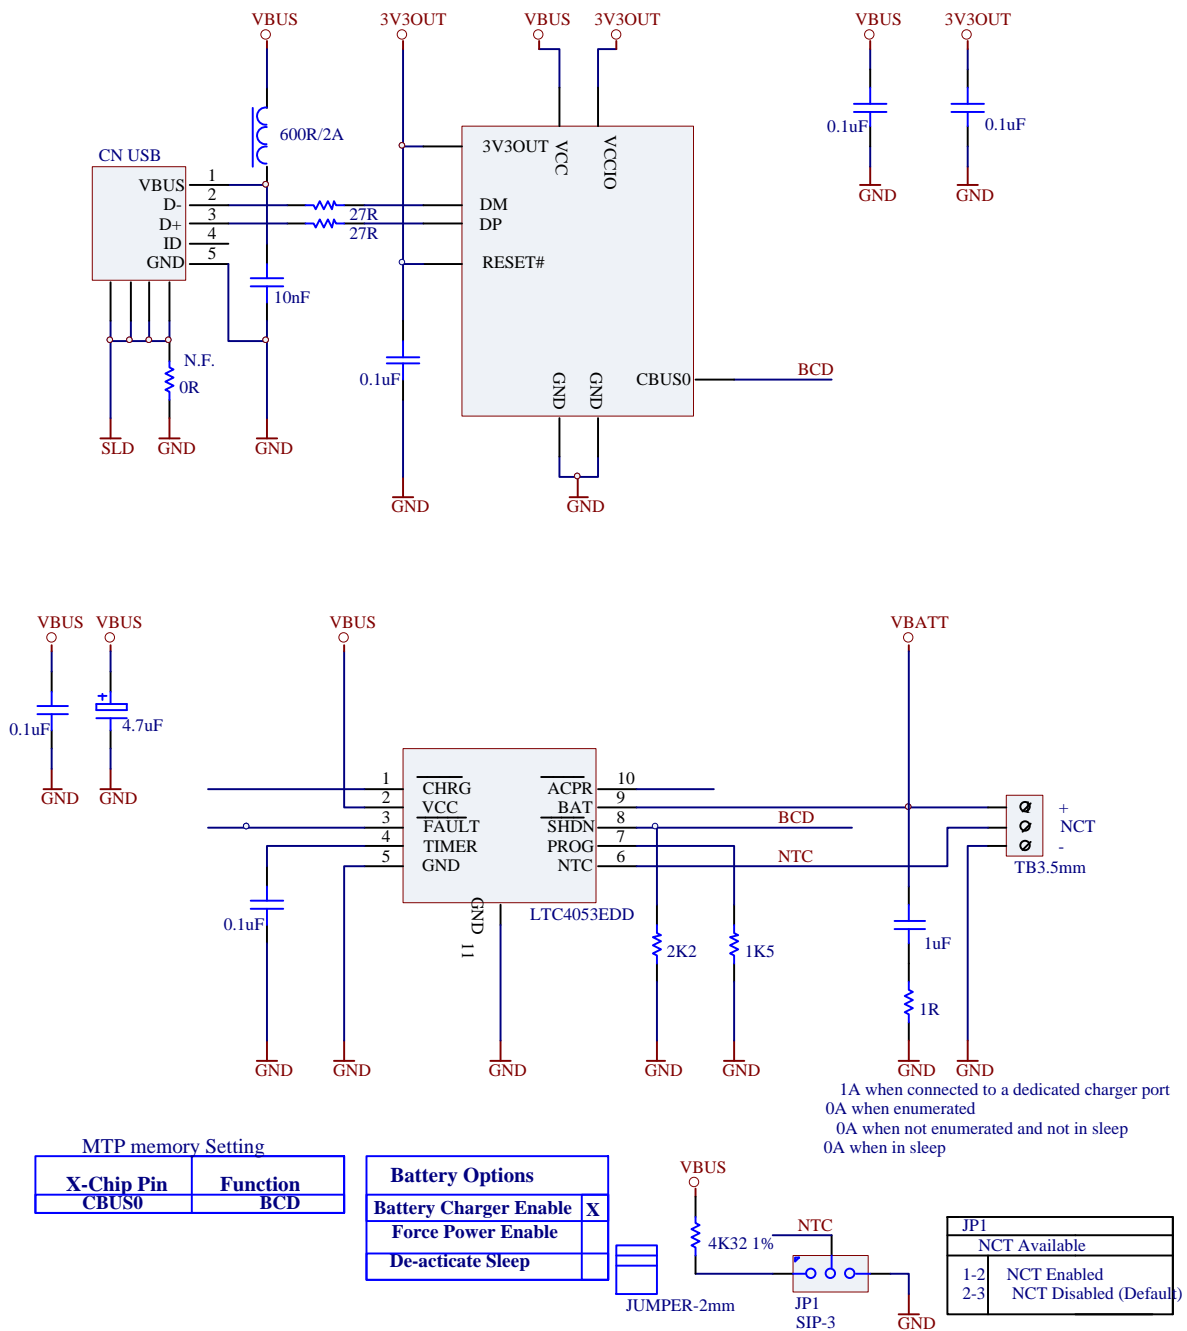 VBUS
3V3OUT
VBUS
3V3OUT
VBUS
3V3OUT
600R/2A
0.1uF
0.1uF
GND
GND
CN USB
VBUS
D-
D+
ID
GND
1
2
3
4
5
27R
27R
10nF
N.F.
0R
SLD
GND
GND
0.1uF
GND
3V3OUT
VCC
VCCIO
DM
DP
RESET#
CBUS0
GND
GND
BCD
GND
VBUS
VBUS
VBUS
VBATT
0.1uF
4.7uF
GND
GND
1
2
3
4
5
CHRG
VCC
FAULT
TIMER
GND
ACPR
BAT
SHDN
PROG
NTC
10
9
8
7
6
GND
11
LTC4053EDD
BCD
NTC
+
NCT
-
TB3.5mm
0.1uF
2K2
1K5
1uF
1R
GND
GND
GND
GND
GND
GND
GND
1A when connected to a dedicated charger port
0A when enumerated
0A when not enumerated and not in sleep
0A when in sleep
MTP memory Setting
X-Chip Pin Function
CBUS0 BCD
Battery Options
Battery Charger Enable X
Force Power Enable
De-acticate Sleep
JUMPER-2mm
VBUS
4K32 1%
NTC
JP1
SIP-3
GND
JP1
NCT Available
1-2 NCT Enabled
2-3 NCT Disabled (Default)